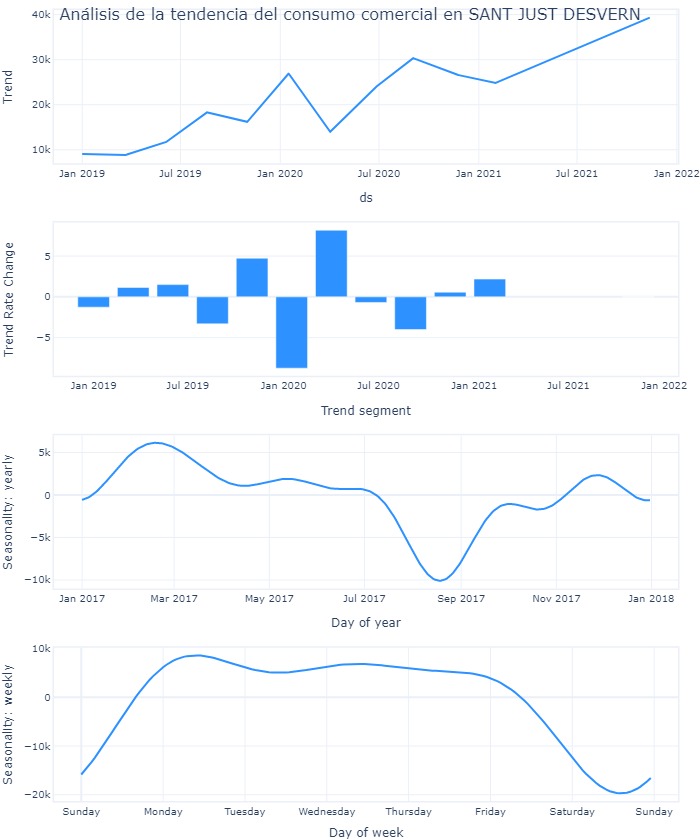 Análisis de la tendencia del consumo comercial en SANT JUST DESVERN
40k
30k
20k
10k
Trend
Jan 2019 Jul 2019 Jan 2020 Jul 2020 Jan 2021 Jul 2021 Jan 2022
ds
5
0
−5
Trend Rate Change
Jan 2019 Jul 2019 Jan 2020 Jul 2020 Jan 2021 Jul 2021 Jan 2022
Trend segment
5k
0
−5k
−10k
Seasonality: yearly
Jan 2017 Mar 2017 May 2017 Jul 2017 Sep 2017 Nov 2017 Jan 2018
Day of year
10k
0
−10k
−20k
Seasonality: weekly
Sunday Monday Tuesday Wednesday Thursday Friday Saturday Sunday
Day of week